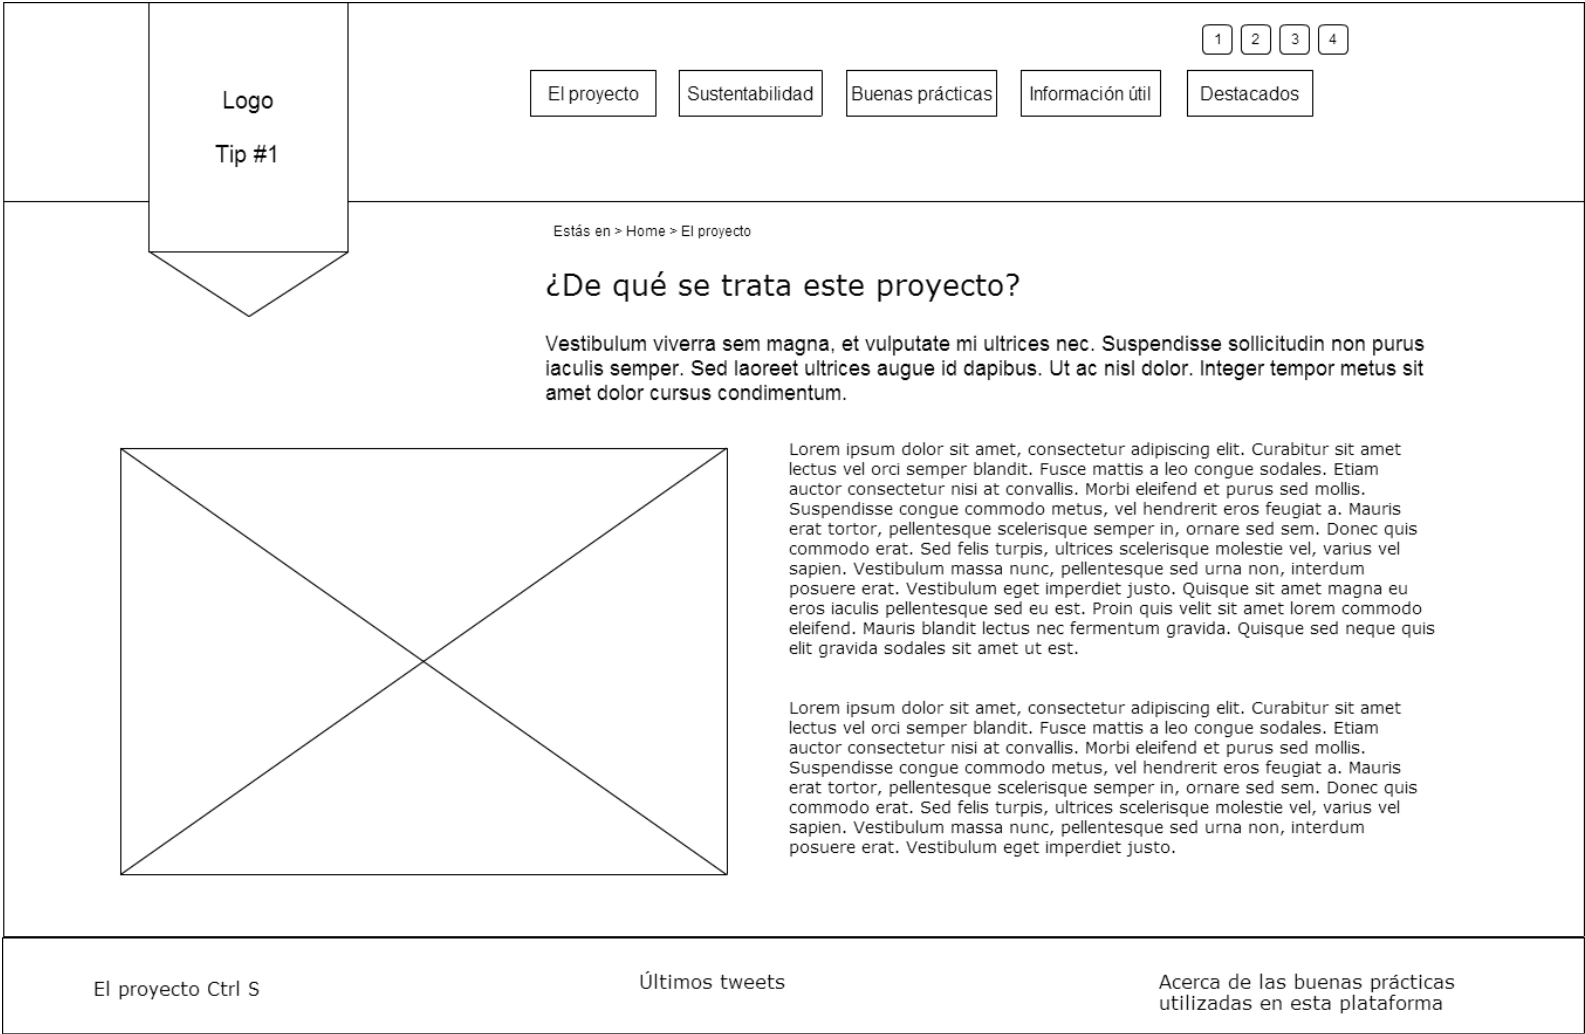 Logo
Tip #1
1 2 3 4
El proyecto Sustentabilidad Buenas prácticas Información útil Destacados
Estás en > Home > El proyecto
¿De qué se trata este proyecto?
Vestibulum viverra sem magna, et vulputate mi ultrices nec. Suspendisse sollicitudin non purus
iaculis semper. Sed laoreet ultrices augue id dapibus. Ut ac nisl dolor. Integer tempor metus sit
amet dolor cursus condimentum.
Lorem ipsum dolor sit amet, consectetur adipiscing elit. Curabitur sit amet
lectus vel orci semper blandit. Fusce mattis a leo congue sodales. Etiam
auctor consectetur nisi at convallis. Morbi eleifend et purus sed mollis.
Suspendisse congue commodo metus, vel hendrerit eros feugiat a. Mauris
erat tortor, pellentesque scelerisque semper in, ornare sed sem. Donec quis
commodo erat. Sed felis turpis, ultrices scelerisque molestie vel, varius vel
sapien. Vestibulum massa nunc, pellentesque sed urna non, interdum
posuere erat. Vestibulum eget imperdiet justo. Quisque sit amet magna eu
eros iaculis pellentesque sed eu est. Proin quis velit sit amet lorem commodo
eleifend. Mauris blandit lectus nec fermentum gravida. Quisque sed neque quis
elit gravida sodales sit amet ut est.
Lorem ipsum dolor sit amet, consectetur adipiscing elit. Curabitur sit amet
lectus vel orci semper blandit. Fusce mattis a leo congue sodales. Etiam
auctor consectetur nisi at convallis. Morbi eleifend et purus sed mollis.
Suspendisse congue commodo metus, vel hendrerit eros feugiat a. Mauris
erat tortor, pellentesque scelerisque semper in, ornare sed sem. Donec quis
commodo erat. Sed felis turpis, ultrices scelerisque molestie vel, varius vel
sapien. Vestibulum massa nunc, pellentesque sed urna non, interdum
posuere erat. Vestibulum eget imperdiet justo.
El proyecto Ctrl S
Últimos tweets
Acerca de las buenas prácticas
utilizadas en esta plataforma